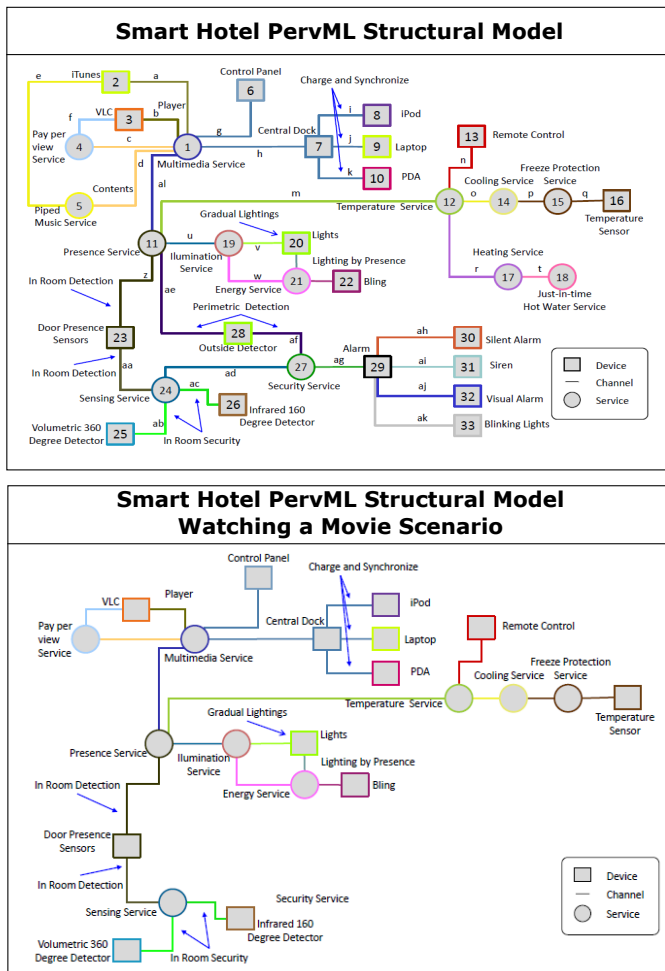 Smart Hotel PervML Structural Model
e
iTunes
2
a
Control Panel
6
Charge and Synchronize
f
VLC
3
Player
b
g
Central Dock
i
8
iPod
13
Remote Control
Pay per
view
Service
4
c
1
h
7
j
9
Laptop
n
d
Multimedia Service
k
10
PDA
Cooling Service
Freeze Protection
Service
Contents
al
m
12
o
14
p
15
q
16
5
Piped
Music Service
Gradual Lightings
Temperature Service
Temperature
Sensor
11
u
19
v
20
Lights
Heating Service
Presence Service
Ilumination
Service
Lighting by Presence
r
17
t
18
z
w
21
22
Bling
In Room Detection
ae
Energy Service
Just-in-time
Hot Water Service
Perimetric Detection
Door Presence
Sensors
23
28
af
Alarm
ah
30
Silent Alarm
Outside Detector
In Room Detection
aa
ad
27
ag
29
ai
31
Siren
Device
24
ac
Security Service
Channel
Sensing Service
26
Infrared 160
Degree Detector
aj
32
Visual Alarm
Service
Volumetric 360
Degree Detector
25
ab
In Room Security
ak
33
Blinking Lights
Smart Hotel PervML Structural Model
Watching a Movie Scenario
Control Panel
Charge and Synchronize
VLC
Player
Central Dock
iPod
Remote Control
Pay per
view
Service
Laptop
Multimedia Service
Freeze Protection
Service
Cooling Service
PDA
Gradual Lightings
Temperature Service
Temperature
Sensor
Lights
Presence Service
Ilumination
Service
Lighting by Presence
In Room Detection
Energy Service
Bling
Door Presence
Sensors
In Room Detection
Device
Security Service
Channel
Sensing Service
Infrared 160
Degree Detector
Service
Volumetric 360
Degree Detector
In Room Security